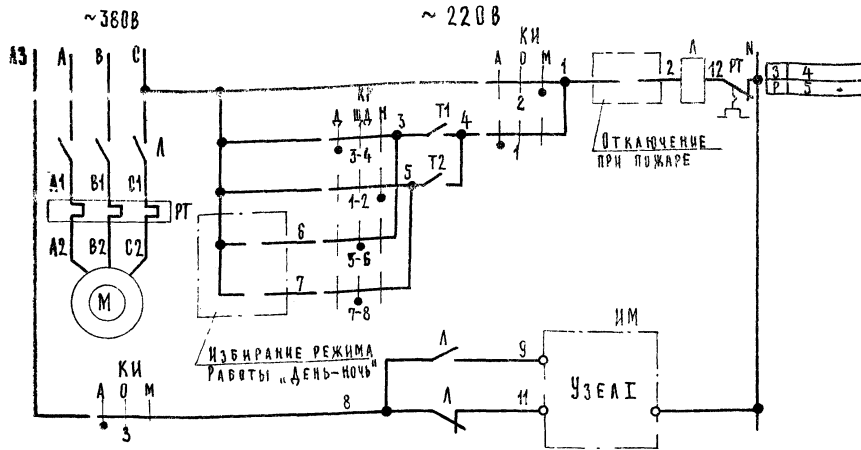 ~380В
~220В
А3 А В С
КИ
А О М
2
1
2
Л
12
РТ
N
3 4
Р 5
КР
Д ШД Н
3
Т1
4
3-4
1
Отключение
при пожаре
Л
5
Т2
1-2
А1 В1 С1
РТ
А2 В2 С2
6
5-6
7
7-8
М
Избирание режима
работы „День-ночь"
ИМ
КИ
А О М
3
8
Л
9
Л
11
Узел I